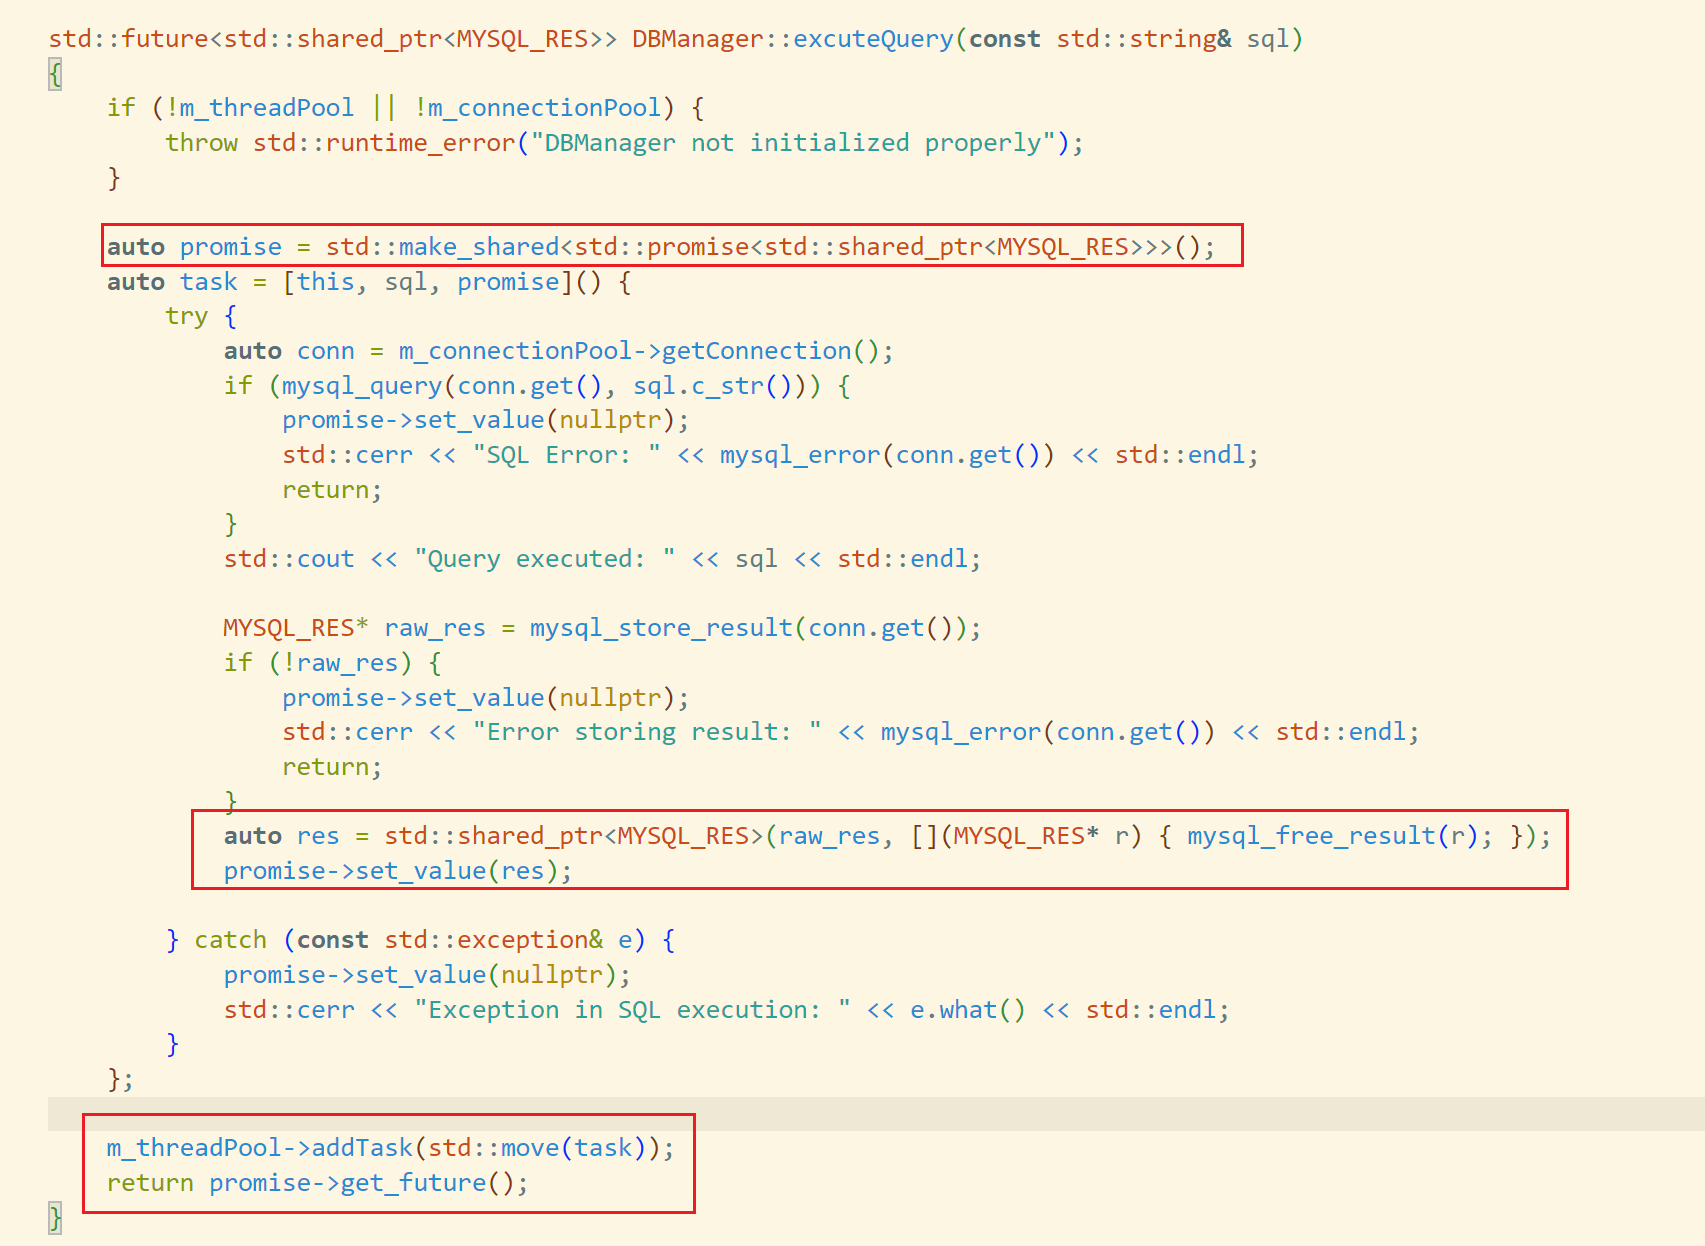 std::future<std::shared_ptr<MYSQL_RES>> DBManager::excuteQuery(const std::string& sql)
{
    if (!m_threadPool || !m_connectionPool) {
        throw std::runtime_error("DBManager not initialized properly");
    }
    auto promise = std::make_shared<std::promise<std::shared_ptr<MYSQL_RES>>>();
    auto task = [this, sql, promise]() {
        try {
            auto conn = m_connectionPool->getConnection();
            if (mysql_query(conn.get(), sql.c_str())) {
                promise->set_value(nullptr);
                std::cerr << "SQL Error: " << mysql_error(conn.get()) << std::endl;
                return;
            }
            std::cout << "Query executed: " << sql << std::endl;
            MYSQL_RES* raw_res = mysql_store_result(conn.get());
            if (!raw_res) {
                promise->set_value(nullptr);
                std::cerr << "Error storing result: " << mysql_error(conn.get()) << std::endl;
                return;
            }
            auto res = std::shared_ptr<MYSQL_RES>(raw_res, [](MYSQL_RES* r) { mysql_free_result(r); });
            promise->set_value(res);
        } catch (const std::exception& e) {
            promise->set_value(nullptr);
            std::cerr << "Exception in SQL execution: " << e.what() << std::endl;
        }
    };
    m_threadPool->addTask(std::move(task));
    return promise->get_future();
}